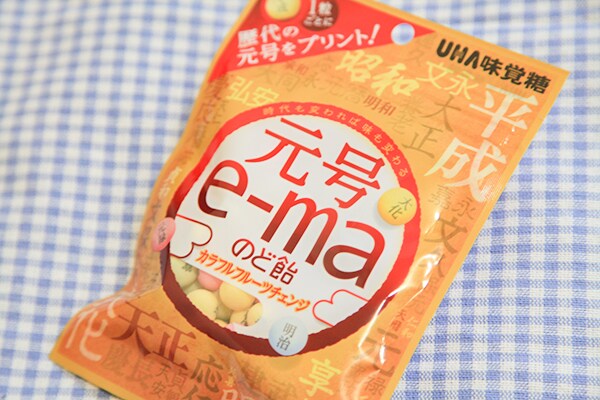 1粒
ごとに
歴代の
元号をプリント!
UHA味覚糖
昭和
文永
平成
弘安
明和
大正
時代も変われば味も変わる
元号
e-ma
のど飴
カラフルフルーツチェンジ
大化
明治
天正
享
元禄